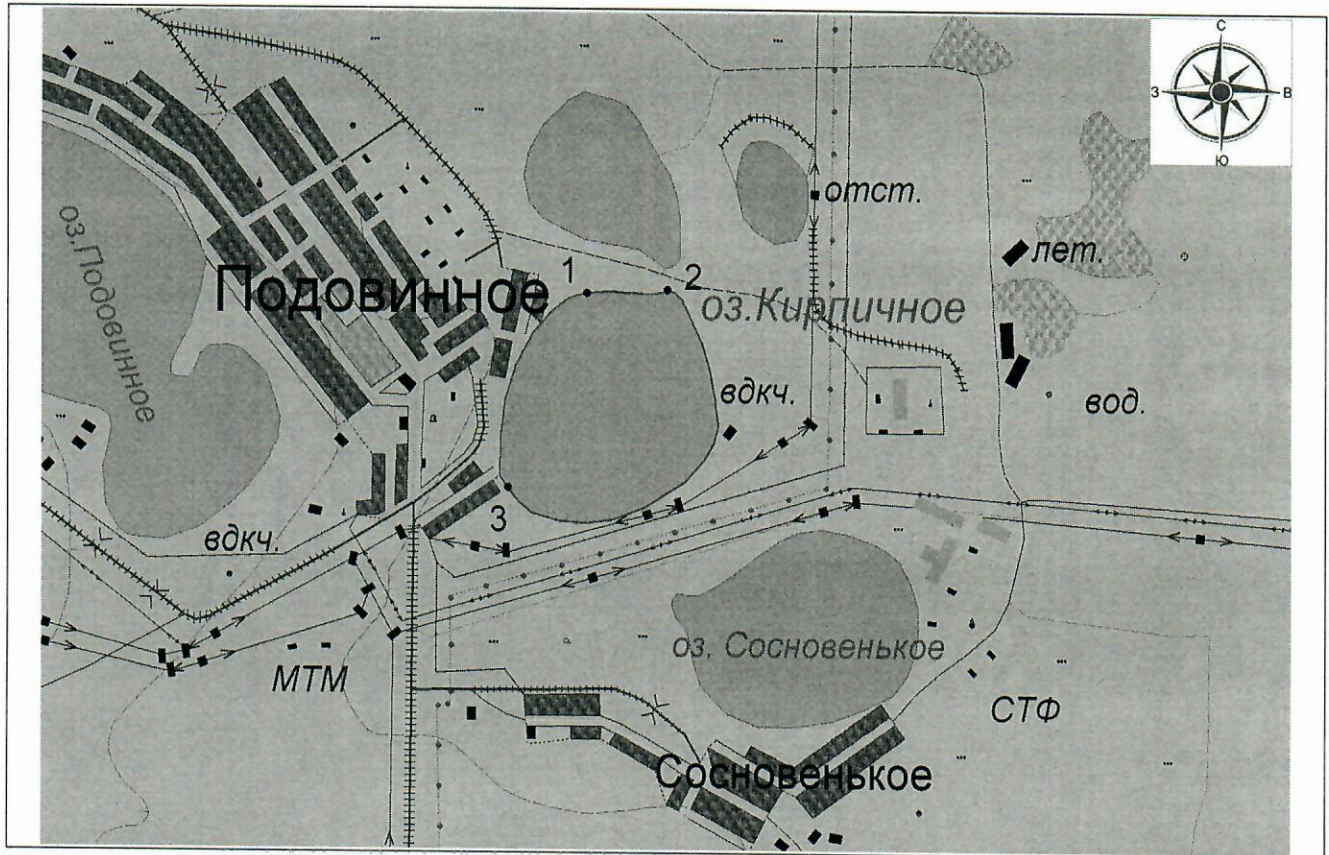 С
З
В
Ю
отст.
лет.
оз.Подовинное
Подовинное
1
2
оз.Кирпичное
вдкч.
вод.
3
вдкч.
оз. Сосновенькое
МТМ
СТФ
Сосновенькое